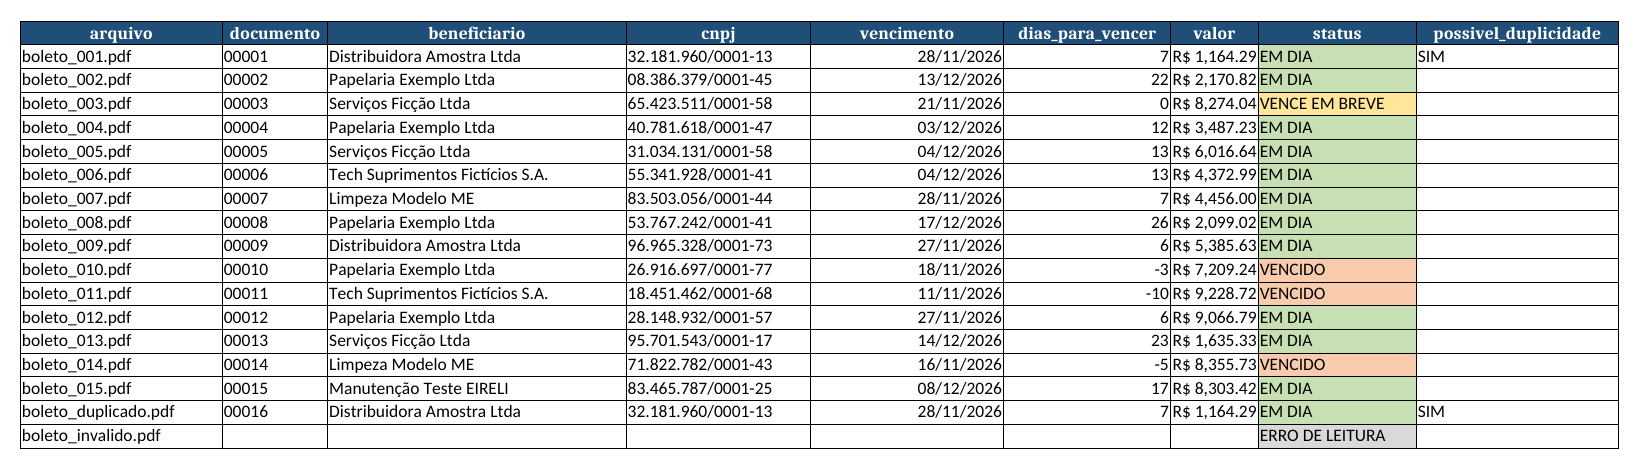 arquivo documento beneficiario cnpj vencimento dias_para_vencer valor status possivel_duplicidade
boleto_001.pdf 00001 Distribuidora Amostra Ltda 32.181.960/0001-13 28/11/2026 7 R$ 1,164.29 EM DIA SIM
boleto_002.pdf 00002 Papelaria Exemplo Ltda 08.386.379/0001-45 13/12/2026 22 R$ 2,170.82 EM DIA
boleto_003.pdf 00003 Serviços Ficção Ltda 65.423.511/0001-58 21/11/2026 0 R$ 8,274.04 VENCE EM BREVE
boleto_004.pdf 00004 Papelaria Exemplo Ltda 40.781.618/0001-47 03/12/2026 12 R$ 3,487.23 EM DIA
boleto_005.pdf 00005 Serviços Ficção Ltda 31.034.131/0001-58 04/12/2026 13 R$ 6,016.64 EM DIA
boleto_006.pdf 00006 Tech Suprimentos Fictícios S.A. 55.341.928/0001-41 04/12/2026 13 R$ 4,372.99 EM DIA
boleto_007.pdf 00007 Limpeza Modelo ME 83.503.056/0001-44 28/11/2026 7 R$ 4,456.00 EM DIA
boleto_008.pdf 00008 Papelaria Exemplo Ltda 53.767.242/0001-41 17/12/2026 26 R$ 2,099.02 EM DIA
boleto_009.pdf 00009 Distribuidora Amostra Ltda 96.965.328/0001-73 27/11/2026 6 R$ 5,385.63 EM DIA
boleto_010.pdf 00010 Papelaria Exemplo Ltda 26.916.697/0001-77 18/11/2026 -3 R$ 7,209.24 VENCIDO
boleto_011.pdf 00011 Tech Suprimentos Fictícios S.A. 18.451.462/0001-68 11/11/2026 -10 R$ 9,228.72 VENCIDO
boleto_012.pdf 00012 Papelaria Exemplo Ltda 28.148.932/0001-57 27/11/2026 6 R$ 9,066.79 EM DIA
boleto_013.pdf 00013 Serviços Ficção Ltda 95.701.543/0001-17 14/12/2026 23 R$ 1,635.33 EM DIA
boleto_014.pdf 00014 Limpeza Modelo ME 71.822.782/0001-43 16/11/2026 -5 R$ 8,355.73 VENCIDO
boleto_015.pdf 00015 Manutenção Teste EIRELI 83.465.787/0001-25 08/12/2026 17 R$ 8,303.42 EM DIA
boleto_duplicado.pdf 00016 Distribuidora Amostra Ltda 32.181.960/0001-13 28/11/2026 7 R$ 1,164.29 EM DIA SIM
boleto_invalido.pdf ERRO DE LEITURA